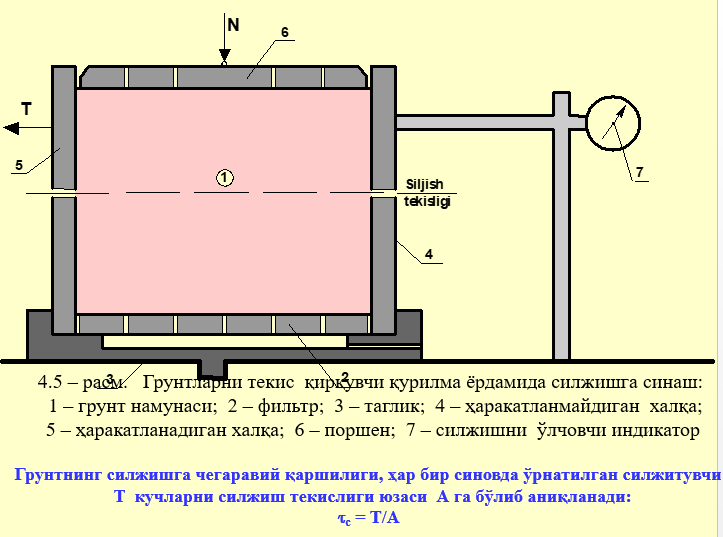 N
6
T
5
7
1
Siljish
tekisligi
4
3
2
4.5 – расм. Грунтларни текис қирқувчи қурилма ёрдамида силжишга синаш:
1 – грунт намунаси; 2 – фильтр; 3 – таглик; 4 – ҳаракатланмайдиган халқа;
5 – ҳаракатланадиган халқа; 6 – поршен; 7 – силжишни ўлчовчи индикатор
Грунтнинг силжишга чегаравий қаршилиги, ҳар бир синовда ўрнатилган силжитувчи
Т кучларни силжиш текислиги юзаси А га бўлиб аниқланади:
τс = T/A